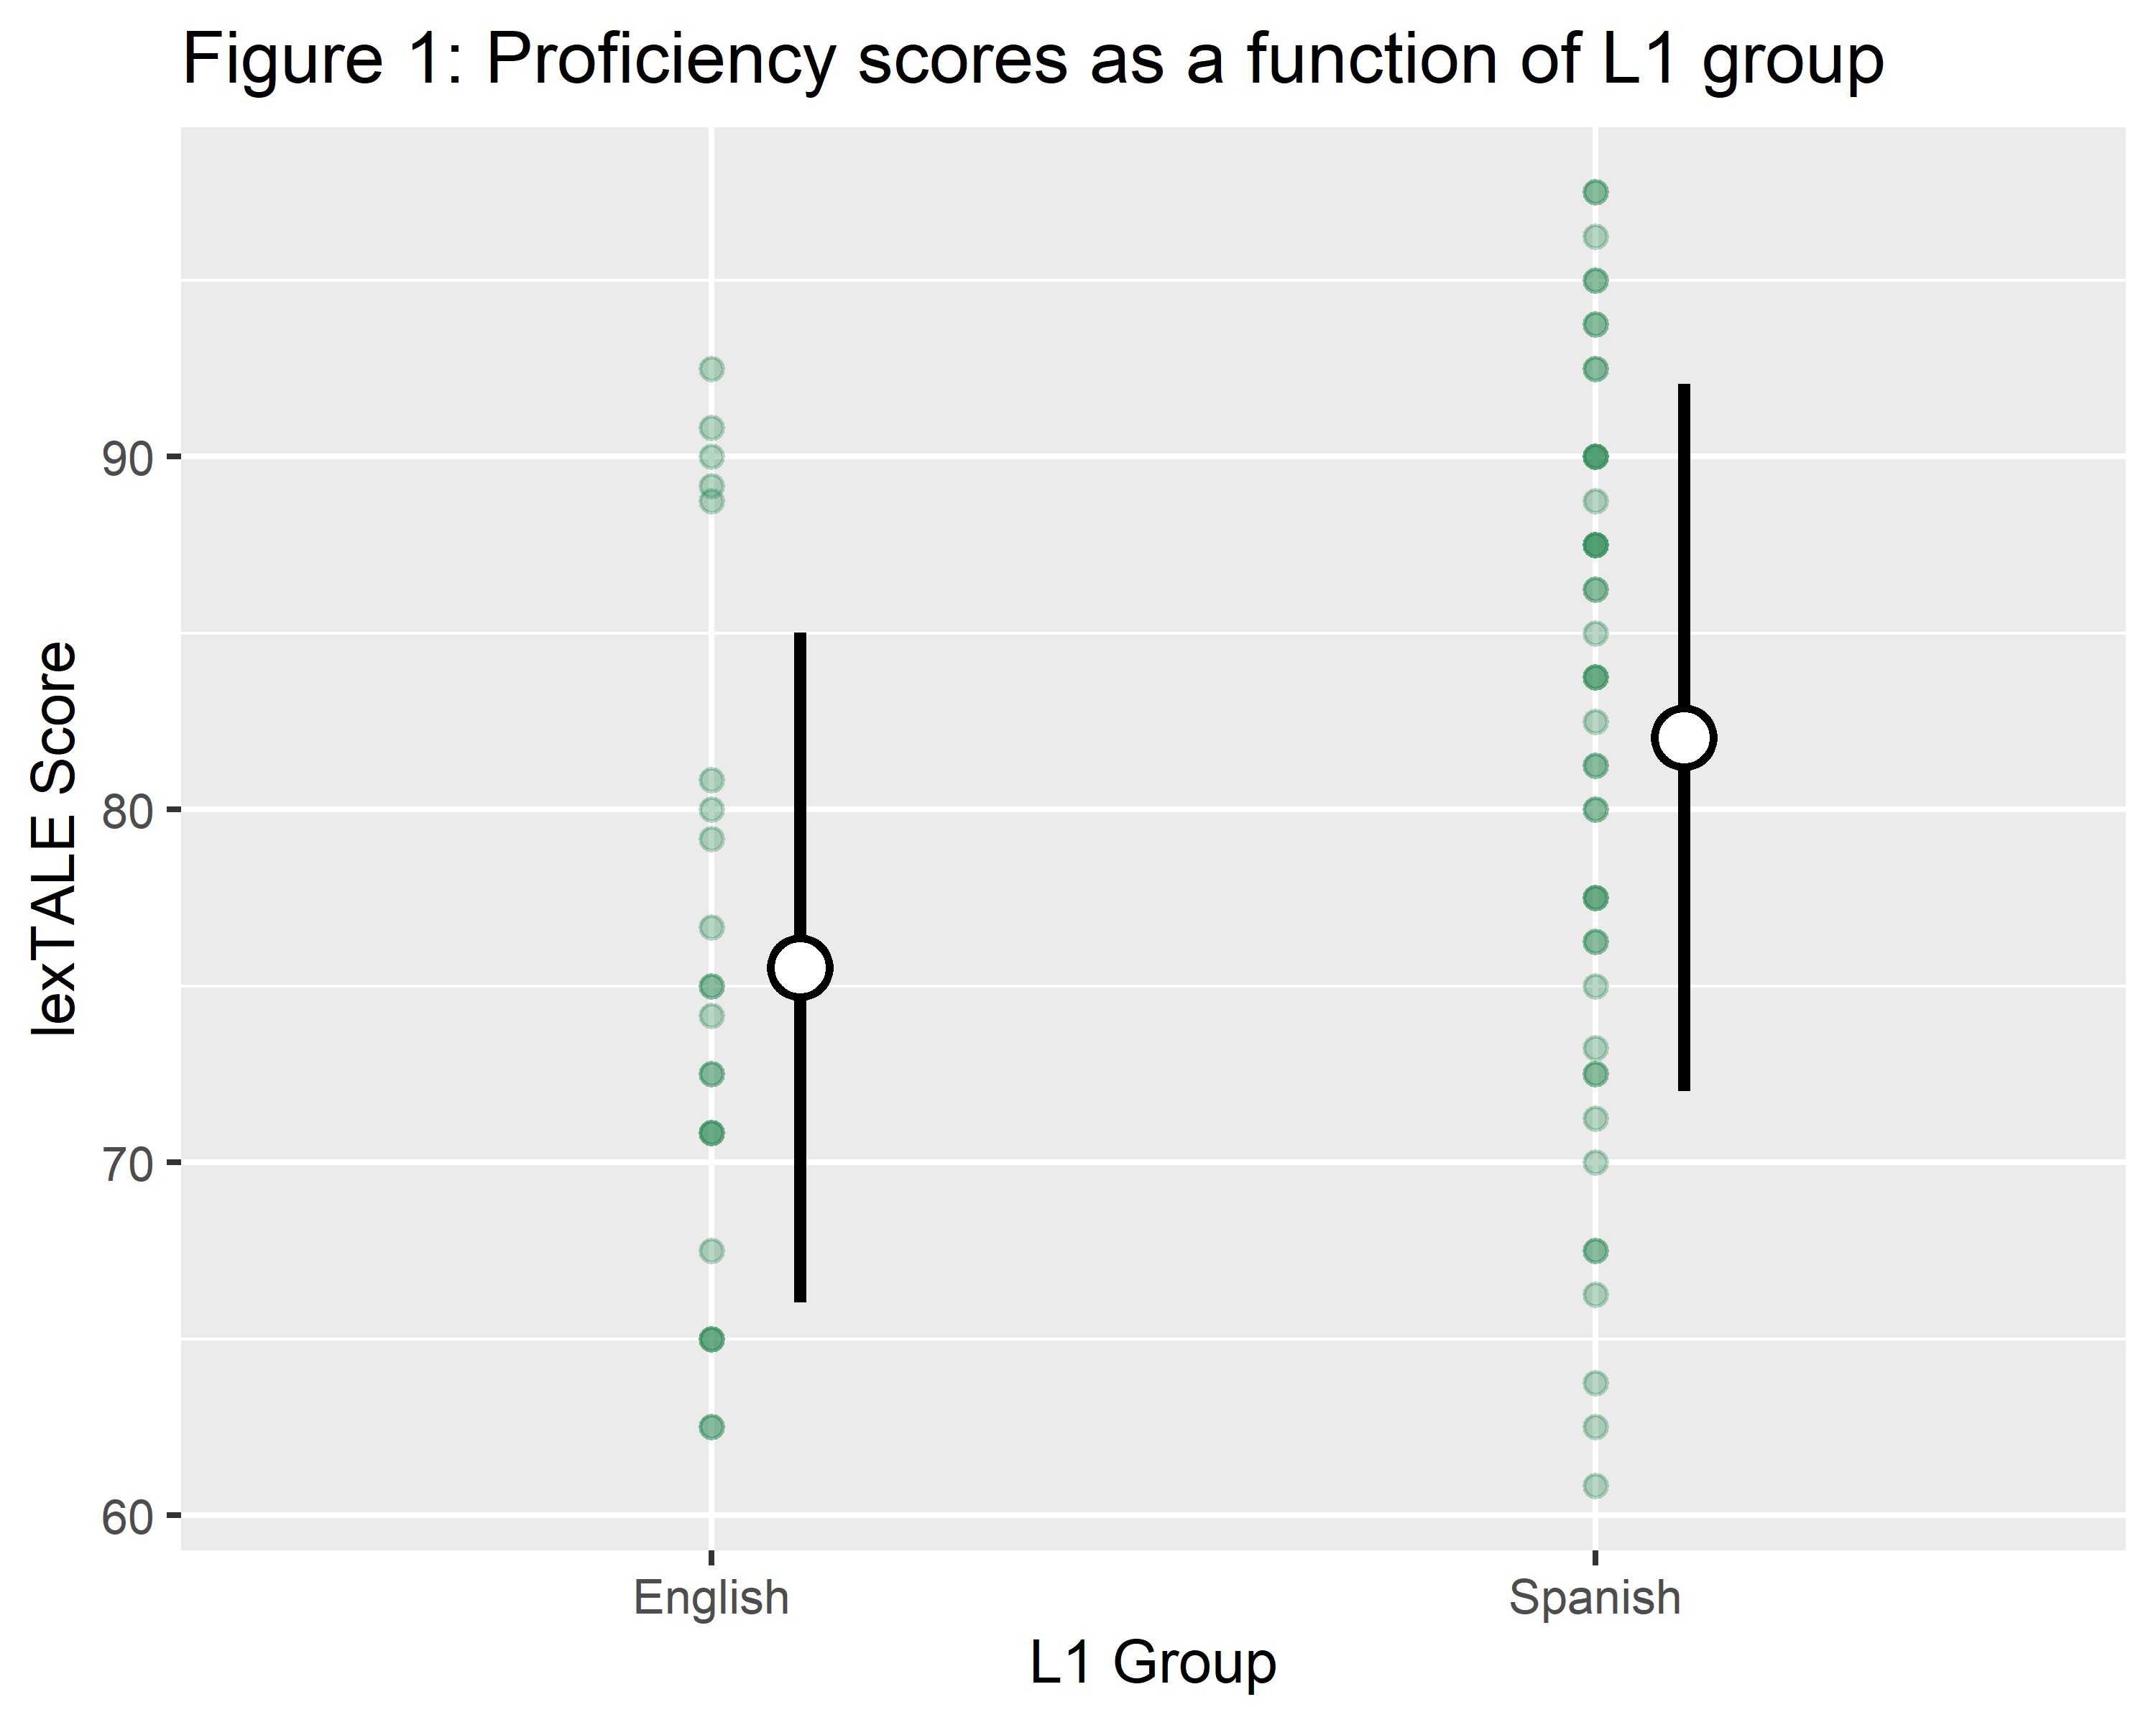 Figure 1: Proficiency scores as a function of L1 group
lexTALE Score
90
80
70
60
English
Spanish
L1 Group